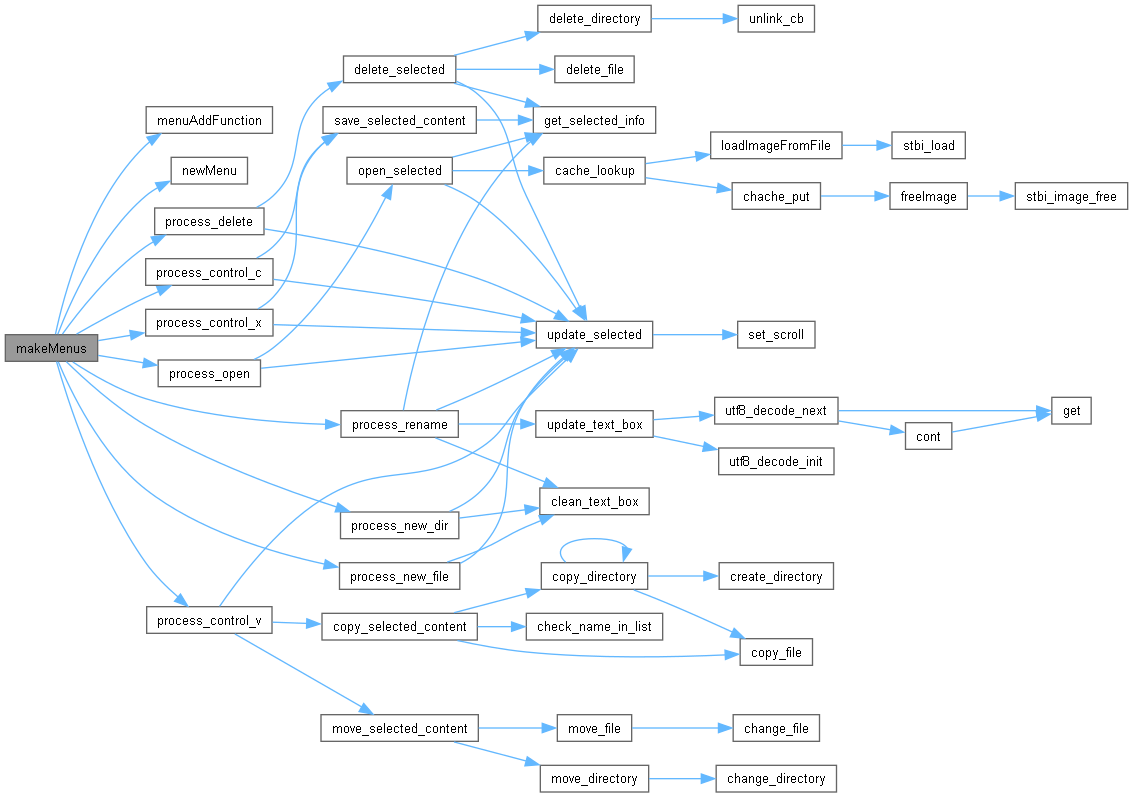 delete_directory
unlink_cb
delete_selected
delete_file
menuAddFunction
save_selected_content
get_selected_info
loadImageFromFile
stbi_load
newMenu
open_selected
cache_lookup
chache_put
freeImage
stbi_image_free
process_delete
process_control_c
process_control_x
makeMenus
update_selected
set_scroll
process_open
process_rename
update_text_box
utf8_decode_next
get
cont
utf8_decode_init
clean_text_box
process_new_dir
process_new_file
copy_directory
create_directory
process_control_v
copy_selected_content
check_name_in_list
copy_file
move_selected_content
move_file
change_file
move_directory
change_directory